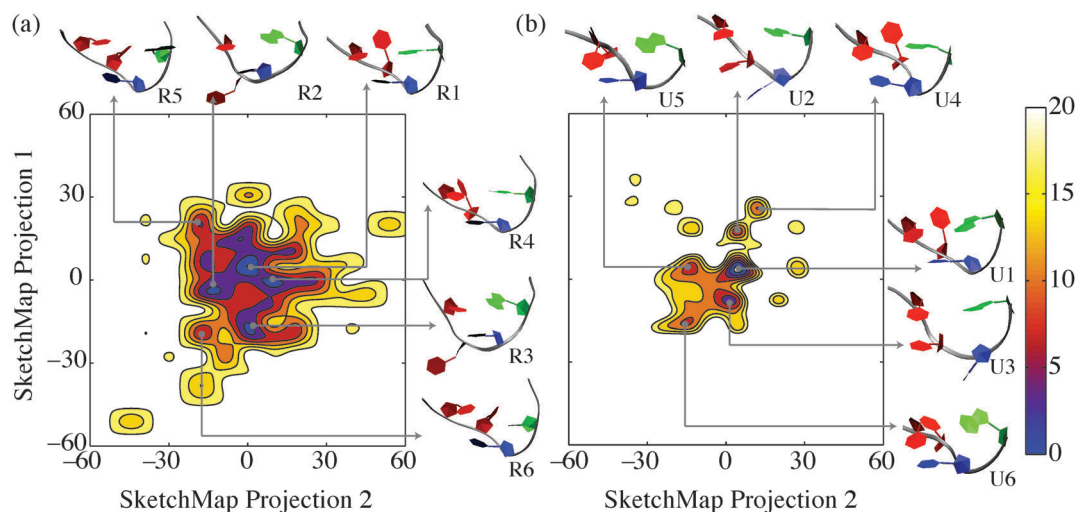 (a)
(b)
R5
R2
R1
U5
U2
U4
SketchMap Projection 1
60
30
0
−30
−60
−60
−30
0
30
60
SketchMap Projection 2
R4
R3
R6
−60
−30
0
30
60
SketchMap Projection 2
U1
U3
U6
20
15
10
5
0